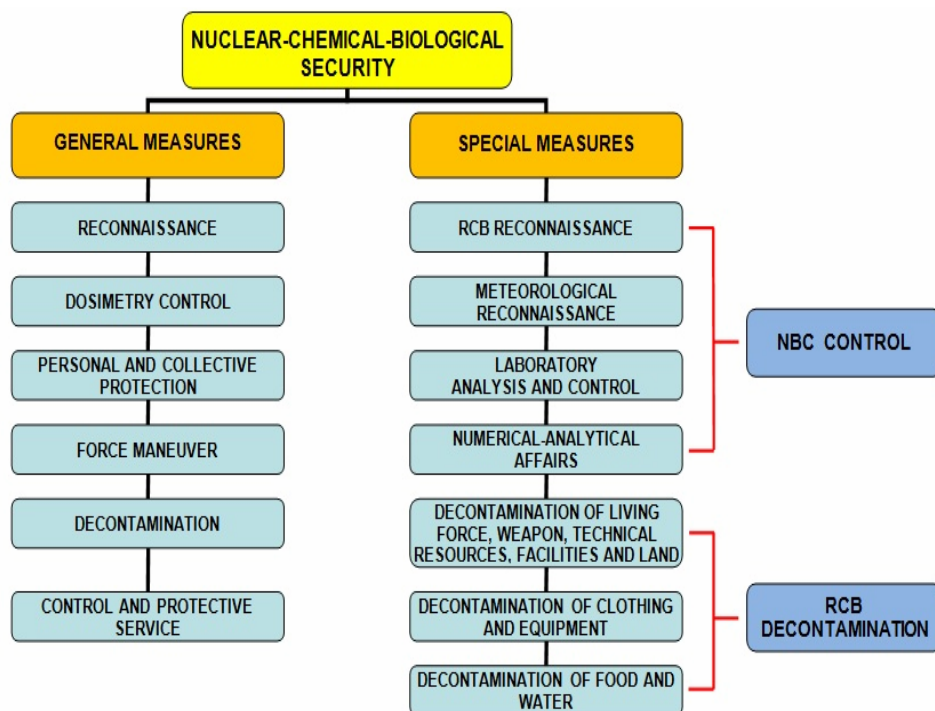 NUCLEAR-CHEMICAL-BIOLOGICAL
SECURITY
GENERAL MEASURES
RECONNAISSANCE
DOSIMETRY CONTROL
PERSONAL AND COLLECTIVE
PROTECTION
FORCE MANEUVER
DECONTAMINATION
CONTROL AND PROTECTIVE
SERVICE
SPECIAL MEASURES
RCB RECONNAISSANCE
METEOROLOGICAL
RECONNAISSANCE
LABORATORY
ANALYSIS AND CONTROL
NUMERICAL-ANALYTICAL
AFFAIRS
DECONTAMINATION OF LIVING
FORCE, WEAPON, TECHNICAL
RESOURCES, FACILITIES AND LAND
DECONTAMINATION OF CLOTHING
AND EQUIPMENT
DECONTAMINATION OF FOOD AND
WATER
NBC CONTROL
RCB
DECONTAMINATION